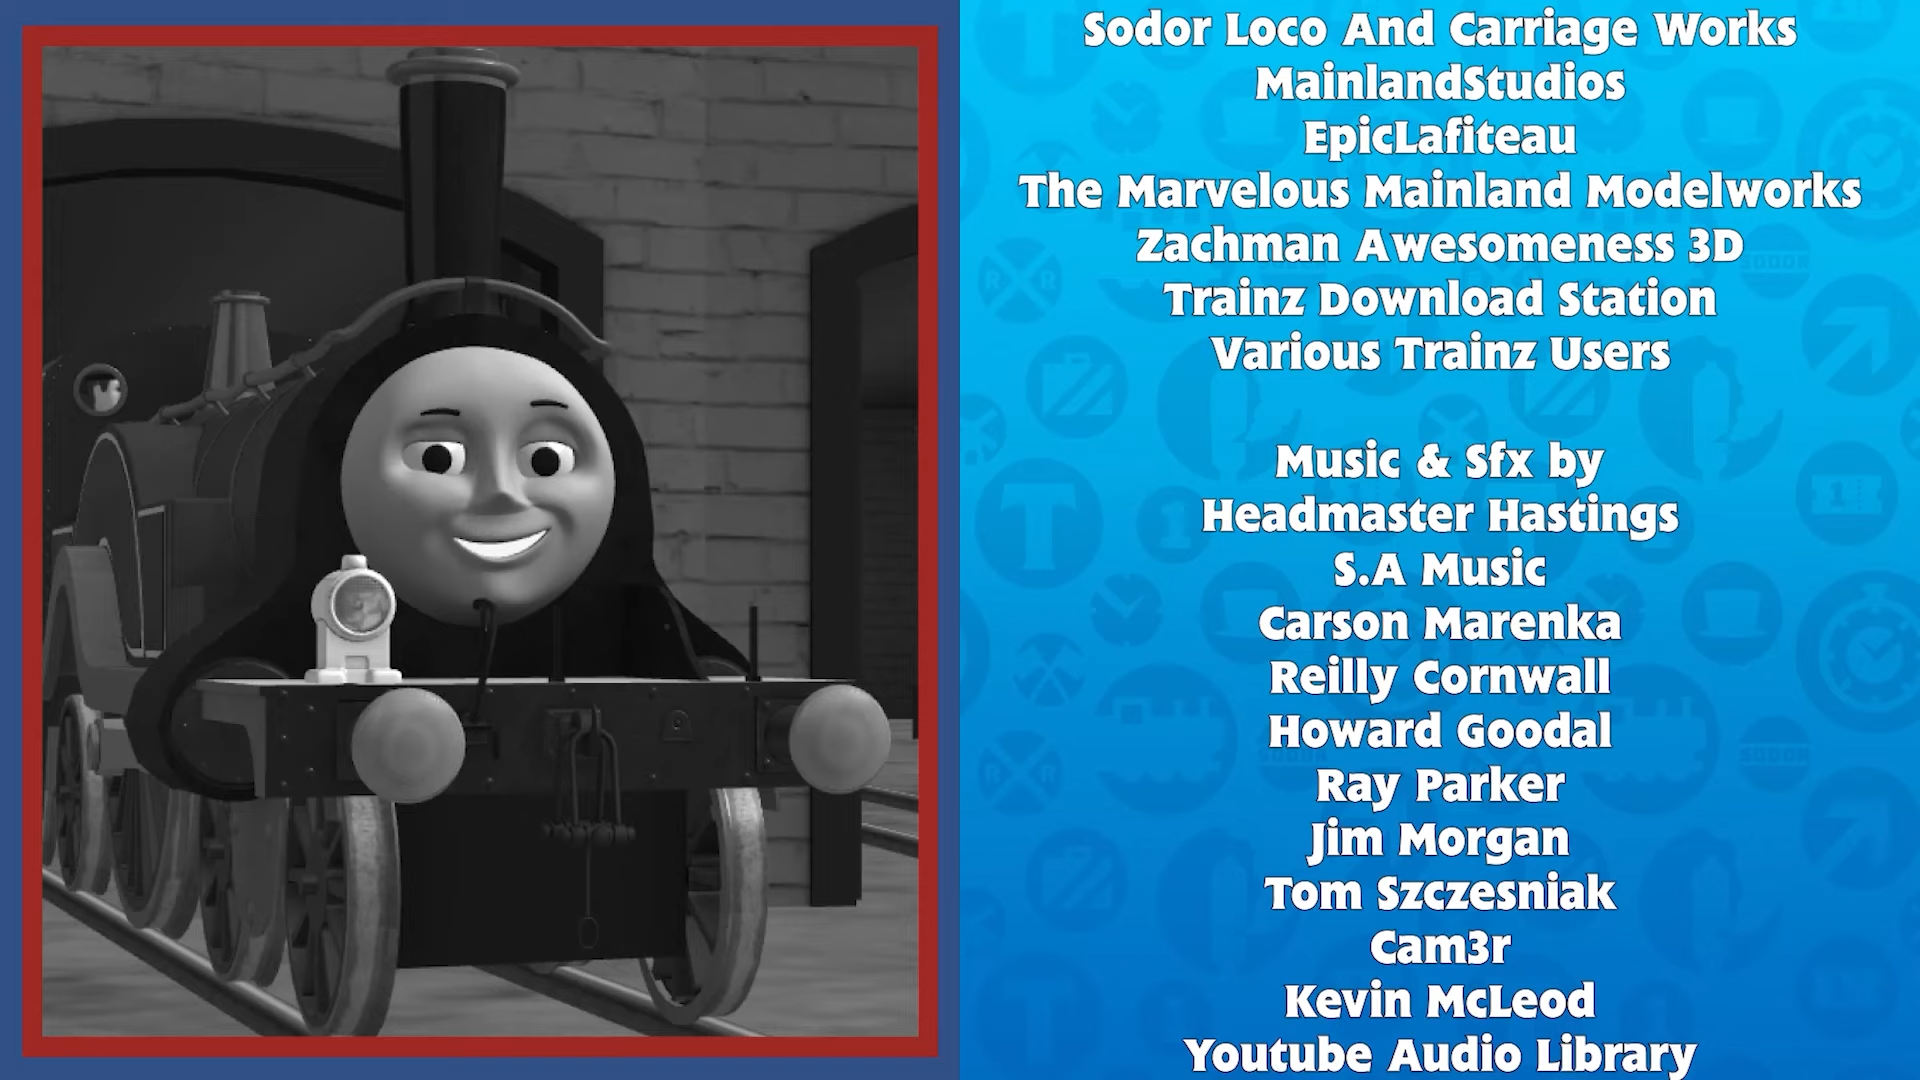 Sodor Loco And Carriage Works
MainlandStudios
EpicLafiteau
The Marvelous Mainland Modelworks
Zachman Awesomeness 3D
Trainz Download Station
Various Trainz Users
Music & Sfx by
Headmaster Hastings
S.A Music
Carson Marenka
Reilly Cornwall
Howard Goodal
Ray Parker
Jim Morgan
Tom Szczesniak
Cam3r
Kevin McLeod
Youtube Audio Library